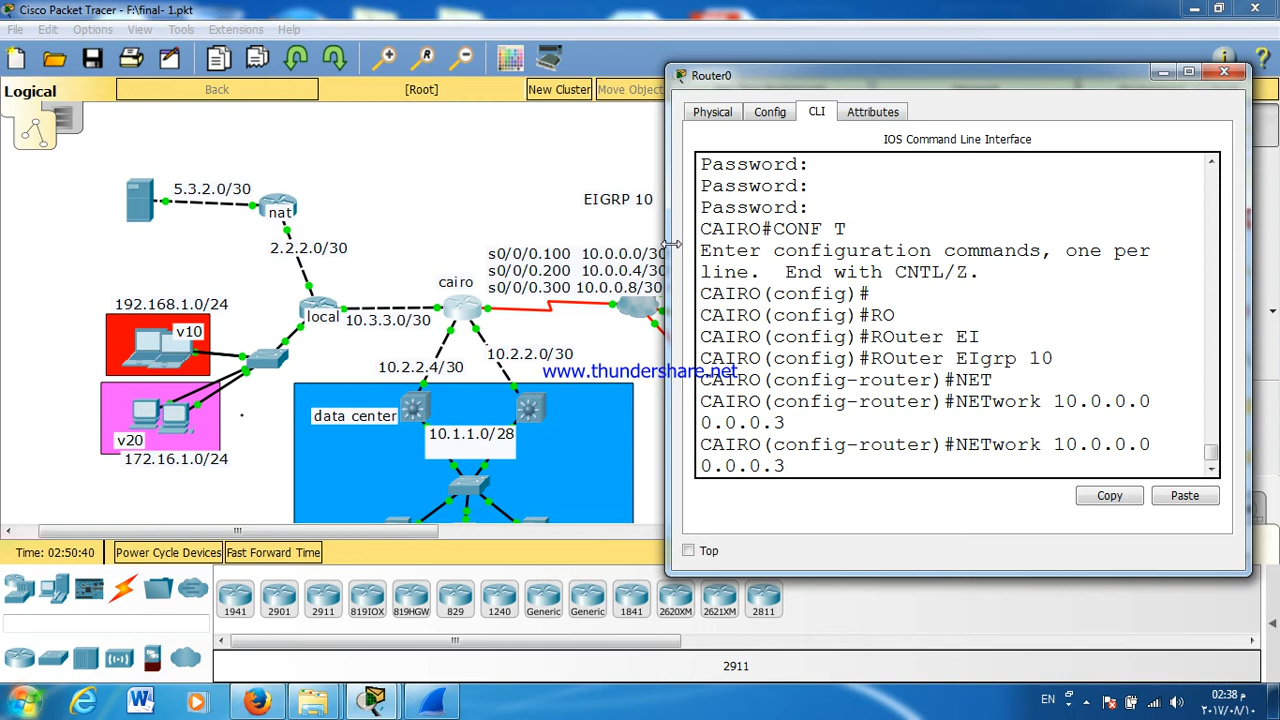 Cisco Packet Tracer - F:\final- 1.pkt
File Edit Options View Tools Extensions Help
Logical
Back
[Root]
New Cluster
Move Object
Router0
Physical
Config
CLI
Attributes
IOS Command Line Interface
Password:
Password:
Password:
CAIRO#CONF T
Enter configuration commands, one per
line.  End with CNTL/Z.
CAIRO(config)#
CAIRO(config)#RO
CAIRO(config)#ROuter EI
CAIRO(config)#ROuter EIgrp 10
CAIRO(config-router)#NET
CAIRO(config-router)#NETwork 10.0.0.0
0.0.0.3
CAIRO(config-router)#NETwork 10.0.0.0
0.0.0.3
Copy
Paste
Top
5.3.2.0/30
nat
2.2.2.0/30
EIGRP 10
s0/0/0.100 10.0.0.0/30
s0/0/0.200 10.0.0.4/30
s0/0/0.300 10.0.0.8/30
cairo
192.168.1.0/24
v10
local
10.3.3.0/30
10.2.2.0/30
10.2.2.4/30
www.thundershare.net
data center
10.1.1.0/28
v20
172.16.1.0/24
Time: 02:50:40
Power Cycle Devices
Fast Forward Time
1941
2901
2911
819IOX
819HGW
829
1240
Generic
Generic
1841
2620XM
2621XM
2811
2911
EN
02:38 م
٢٠١٧/٠٨/١٠